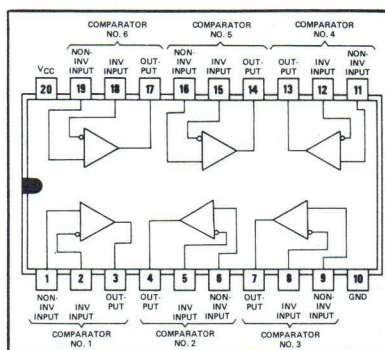 COMPARATOR COMPARATOR COMPARATOR
NO. 6 NO. 5 NO. 4
NON- NON- NON-
INV INV OUT- INV INV OUT- OUT- INV INV
VCC INPUT INPUT PUT INPUT INPUT PUT PUT INPUT INPUT
20 19 18 17 16 15 14 13 12 11
1 2 3 4 5 6 7 8 9 10
NON- INV OUT- OUT- INV NON- OUT- INV NON- GND
INV INPUT PUT PUT INPUT INV PUT INPUT INV
INPUT INPUT INPUT
COMPARATOR COMPARATOR COMPARATOR
NO. 1 NO. 2 NO. 3